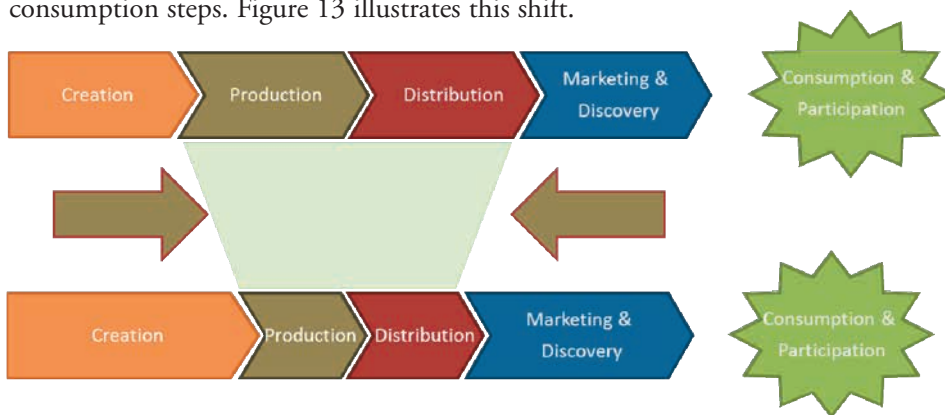 consumption steps. Figure 13 illustrates this shift.
Creation
Production
Distribution
Marketing &
Discovery
Consumption &
Participation
Creation
Production
Distribution
Marketing &
Discovery
Consumption &
Participation